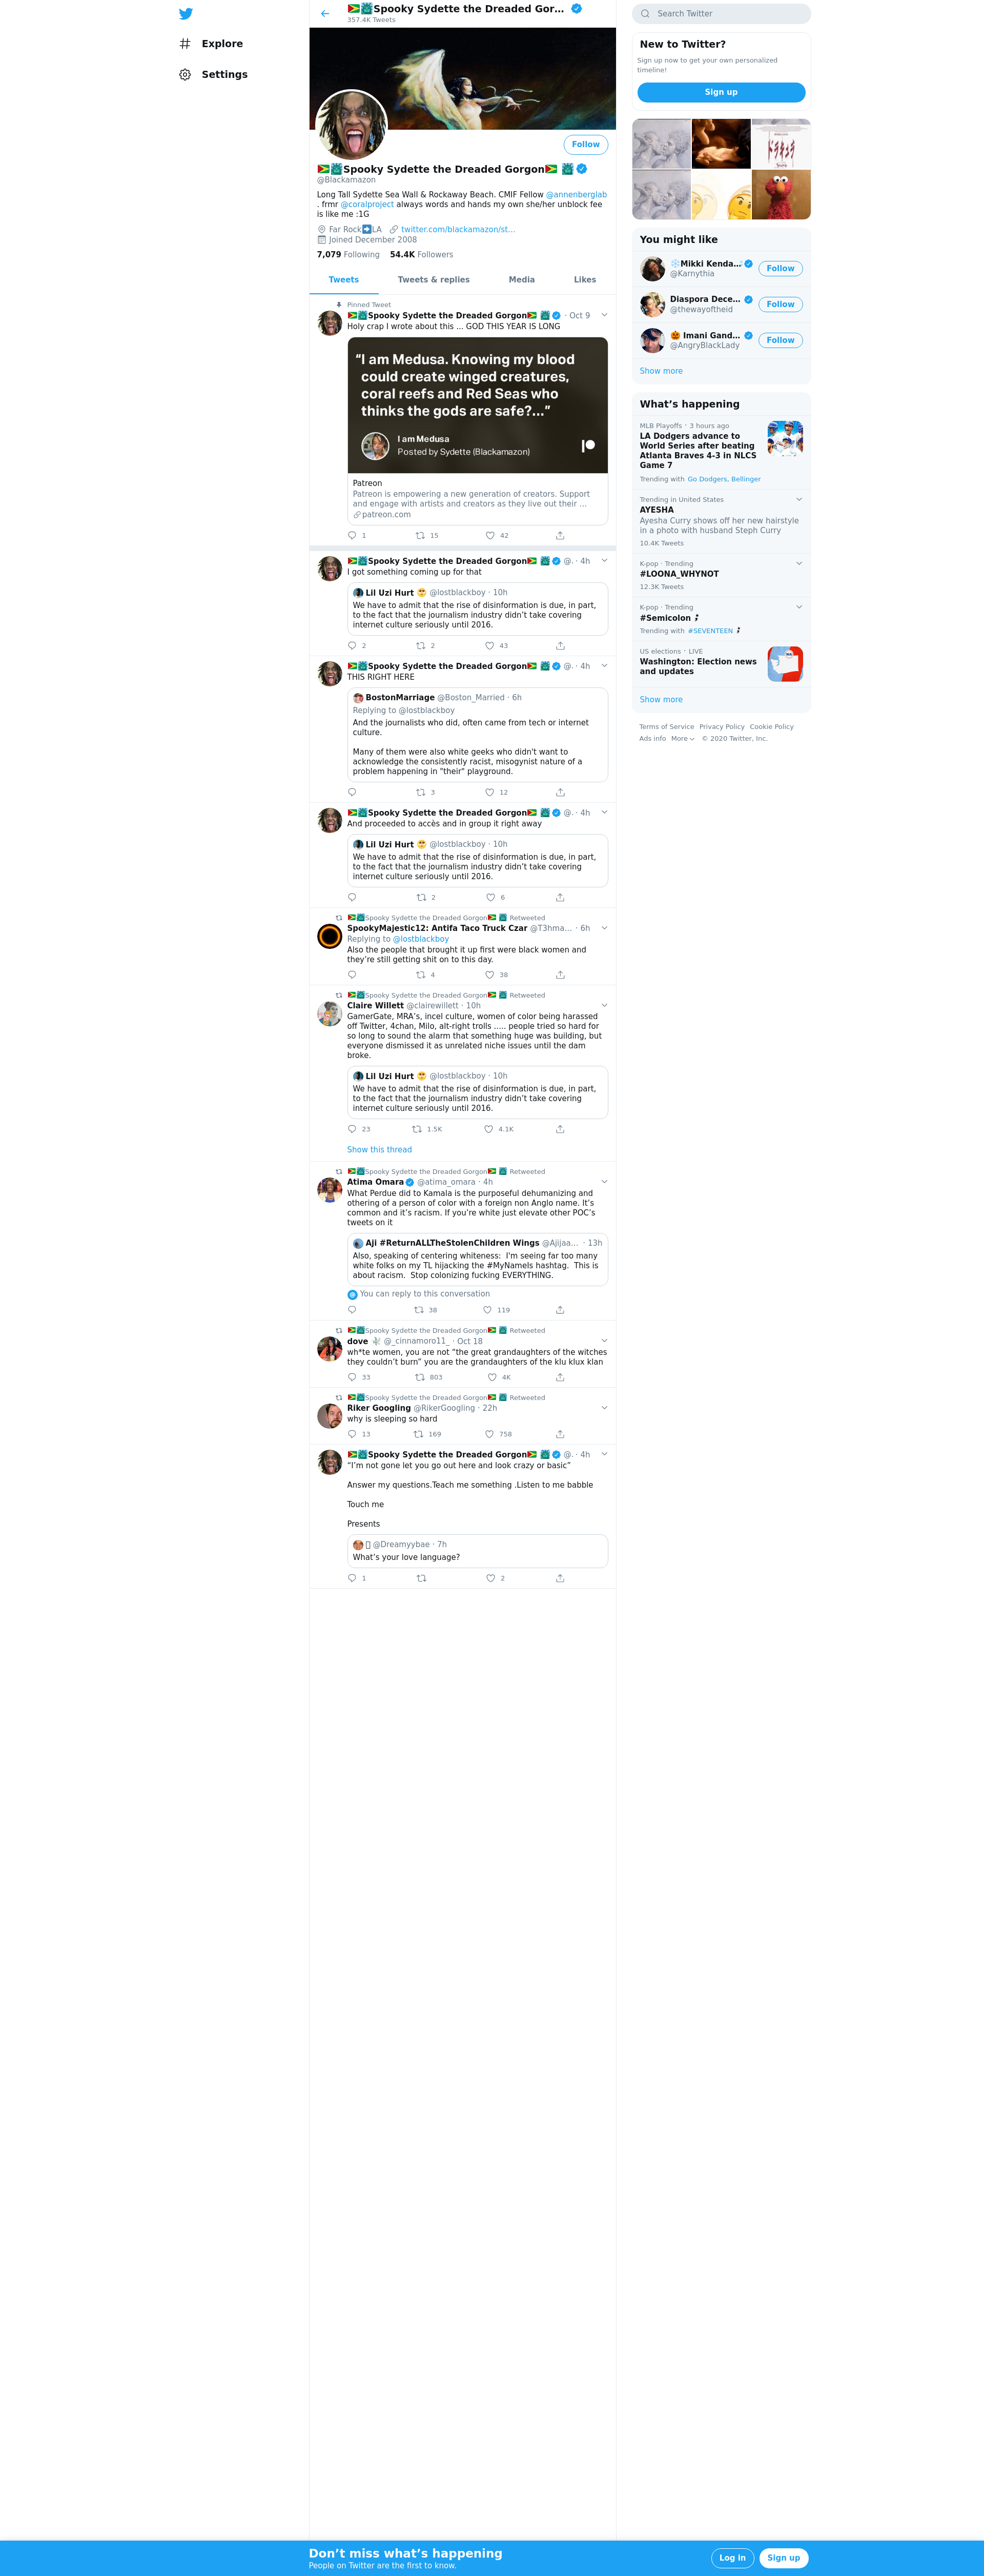 Explore
Settings
Spooky Sydette the Dreaded Gor...
357.4K Tweets
Follow
Spooky Sydette the Dreaded Gorgon
@Blackamazon
Long Tall Sydette Sea Wall & Rockaway Beach. CMIF Fellow @annenberglab
. frmr @coralproject always words and hands my own she/her unblock fee
is like me :1G
Far Rock➡LA twitter.com/blackamazon/st...
Joined December 2008
7,079 Following 54.4K Followers
Tweets Tweets & replies Media Likes
Pinned Tweet
Spooky Sydette the Dreaded Gorgon · Oct 9
Holy crap I wrote about this ... GOD THIS YEAR IS LONG
“I am Medusa. Knowing my blood
could create winged creatures,
coral reefs and Red Seas who
thinks the gods are safe?...”
I am Medusa
Posted by Sydette (Blackamazon)
Patreon
Patreon is empowering a new generation of creators. Support
and engage with artists and creators as they live out their ...
patreon.com
1 15 42
Spooky Sydette the Dreaded Gorgon @. · 4h
I got something coming up for that
Lil Uzi Hurt @lostblackboy · 10h
We have to admit that the rise of disinformation is due, in part,
to the fact that the journalism industry didn’t take covering
internet culture seriously until 2016.
2 2 43
Spooky Sydette the Dreaded Gorgon @. · 4h
THIS RIGHT HERE
BostonMarriage @Boston_Married · 6h
Replying to @lostblackboy
And the journalists who did, often came from tech or internet
culture.
Many of them were also white geeks who didn't want to
acknowledge the consistently racist, misogynist nature of a
problem happening in "their" playground.
3 12
Spooky Sydette the Dreaded Gorgon @. · 4h
And proceeded to accès and in group it right away
Lil Uzi Hurt @lostblackboy · 10h
We have to admit that the rise of disinformation is due, in part,
to the fact that the journalism industry didn’t take covering
internet culture seriously until 2016.
2 6
Spooky Sydette the Dreaded Gorgon Retweeted
SpookyMajestic12: Antifa Taco Truck Czar @T3hma... · 6h
Replying to @lostblackboy
Also the people that brought it up first were black women and
they’re still getting shit on to this day.
4 38
Spooky Sydette the Dreaded Gorgon Retweeted
Claire Willett @clairewillett · 10h
GamerGate, MRA’s, incel culture, women of color being harassed
off Twitter, 4chan, Milo, alt-right trolls ..... people tried so hard for
so long to sound the alarm that something huge was building, but
everyone dismissed it as unrelated niche issues until the dam
broke.
Lil Uzi Hurt @lostblackboy · 10h
We have to admit that the rise of disinformation is due, in part,
to the fact that the journalism industry didn’t take covering
internet culture seriously until 2016.
23 1.5K 4.1K
Show this thread
Spooky Sydette the Dreaded Gorgon Retweeted
Atima Omara @atima_omara · 4h
What Perdue did to Kamala is the purposeful dehumanizing and
othering of a person of color with a foreign non Anglo name. It’s
common and it’s racism. If you’re white just elevate other POC’s
tweets on it
Aji #ReturnALLTheStolenChildren Wings @Ajijaa... · 13h
Also, speaking of centering whiteness: I'm seeing far too many
white folks on my TL hijacking the #MyNameIs hashtag. This is
about racism. Stop colonizing fucking EVERYTHING.
You can reply to this conversation
38 119
Spooky Sydette the Dreaded Gorgon Retweeted
dove @_cinnamoro11_ · Oct 18
wh*te women, you are not “the great grandaughters of the witches
they couldn’t burn” you are the grandaughters of the klu klux klan
33 803 4K
Spooky Sydette the Dreaded Gorgon Retweeted
Riker Googling @RikerGoogling · 22h
why is sleeping so hard
13 169 758
Spooky Sydette the Dreaded Gorgon @. · 4h
“I’m not gone let you go out here and look crazy or basic”
Answer my questions.Teach me something .Listen to me babble
Touch me
Presents
@Dreamyybae · 7h
What’s your love language?
1 2
Search Twitter
New to Twitter?
Sign up now to get your own personalized
timeline!
Sign up
You might like
Mikki Kenda...
@Karnythia
Follow
Diaspora Dece...
@thewayoftheid
Follow
Imani Gand...
@AngryBlackLady
Follow
Show more
What’s happening
MLB Playoffs · 3 hours ago
LA Dodgers advance to
World Series after beating
Atlanta Braves 4-3 in NLCS
Game 7
Trending with Go Dodgers, Bellinger
Trending in United States
AYESHA
Ayesha Curry shows off her new hairstyle
in a photo with husband Steph Curry
10.4K Tweets
K-pop · Trending
#LOONA_WHYNOT
12.3K Tweets
K-pop · Trending
#Semicolon
Trending with #SEVENTEEN
US elections · LIVE
Washington: Election news
and updates
Show more
Terms of Service Privacy Policy Cookie Policy
Ads info More © 2020 Twitter, Inc.
Don’t miss what’s happening
People on Twitter are the first to know.
Log in
Sign up